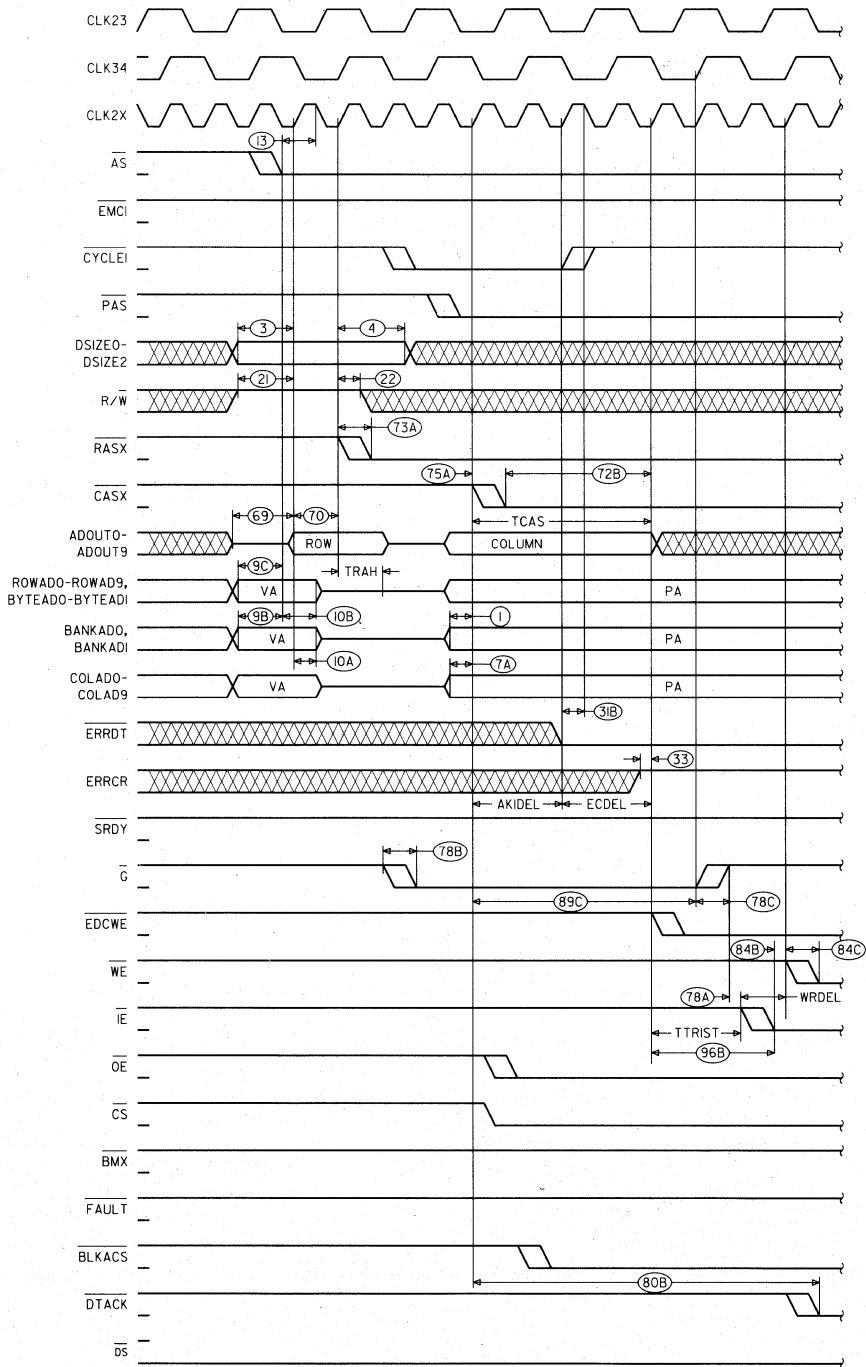 CLK23
CLK34
CLK2X
13
AS
EMCI
CYCLEI
PAS
3
4
DSIZE0-
DSIZE2
21
22
R/W
73A
RASX
75A
72B
CASX
TCAS
69
70
ADOUT0-
ADOUT9
ROW
COLUMN
9C
TRAH
ROWAD0-ROWAD9,
BYTEAD0-BYTEAD1
VA
PA
9B
10B
1
BANKAD0,
BANKAD1
VA
PA
10A
7A
COLAD0-
COLAD9
VA
PA
31B
ERRDT
33
ERRCR
AKIDEL
ECDEL
SRDY
78B
G
89C
78C
EDCWE
84B
84C
WE
78A
WRDEL
IE
TTRIST
96B
OE
CS
BMX
FAULT
BLKACS
80B
DTACK
DS